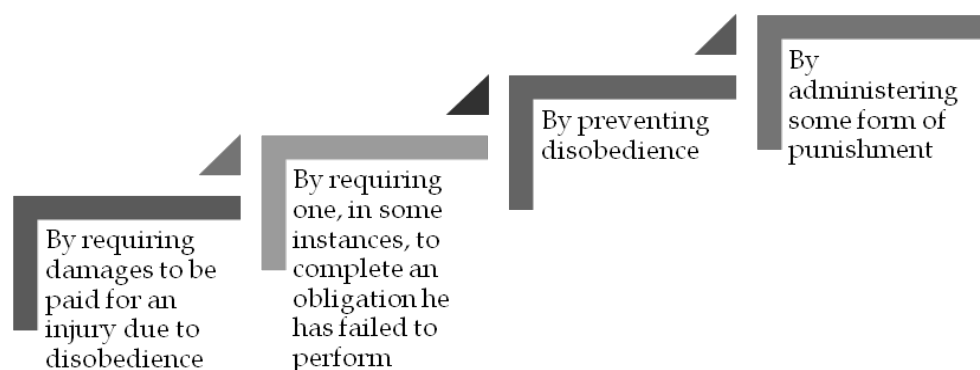 By requiring
damages to be
paid for an
injury due to
disobedience
By requiring
one, in some
instances, to
complete an
obligation he
has failed to
perform
By preventing
disobedience
By
administering
some form of
punishment